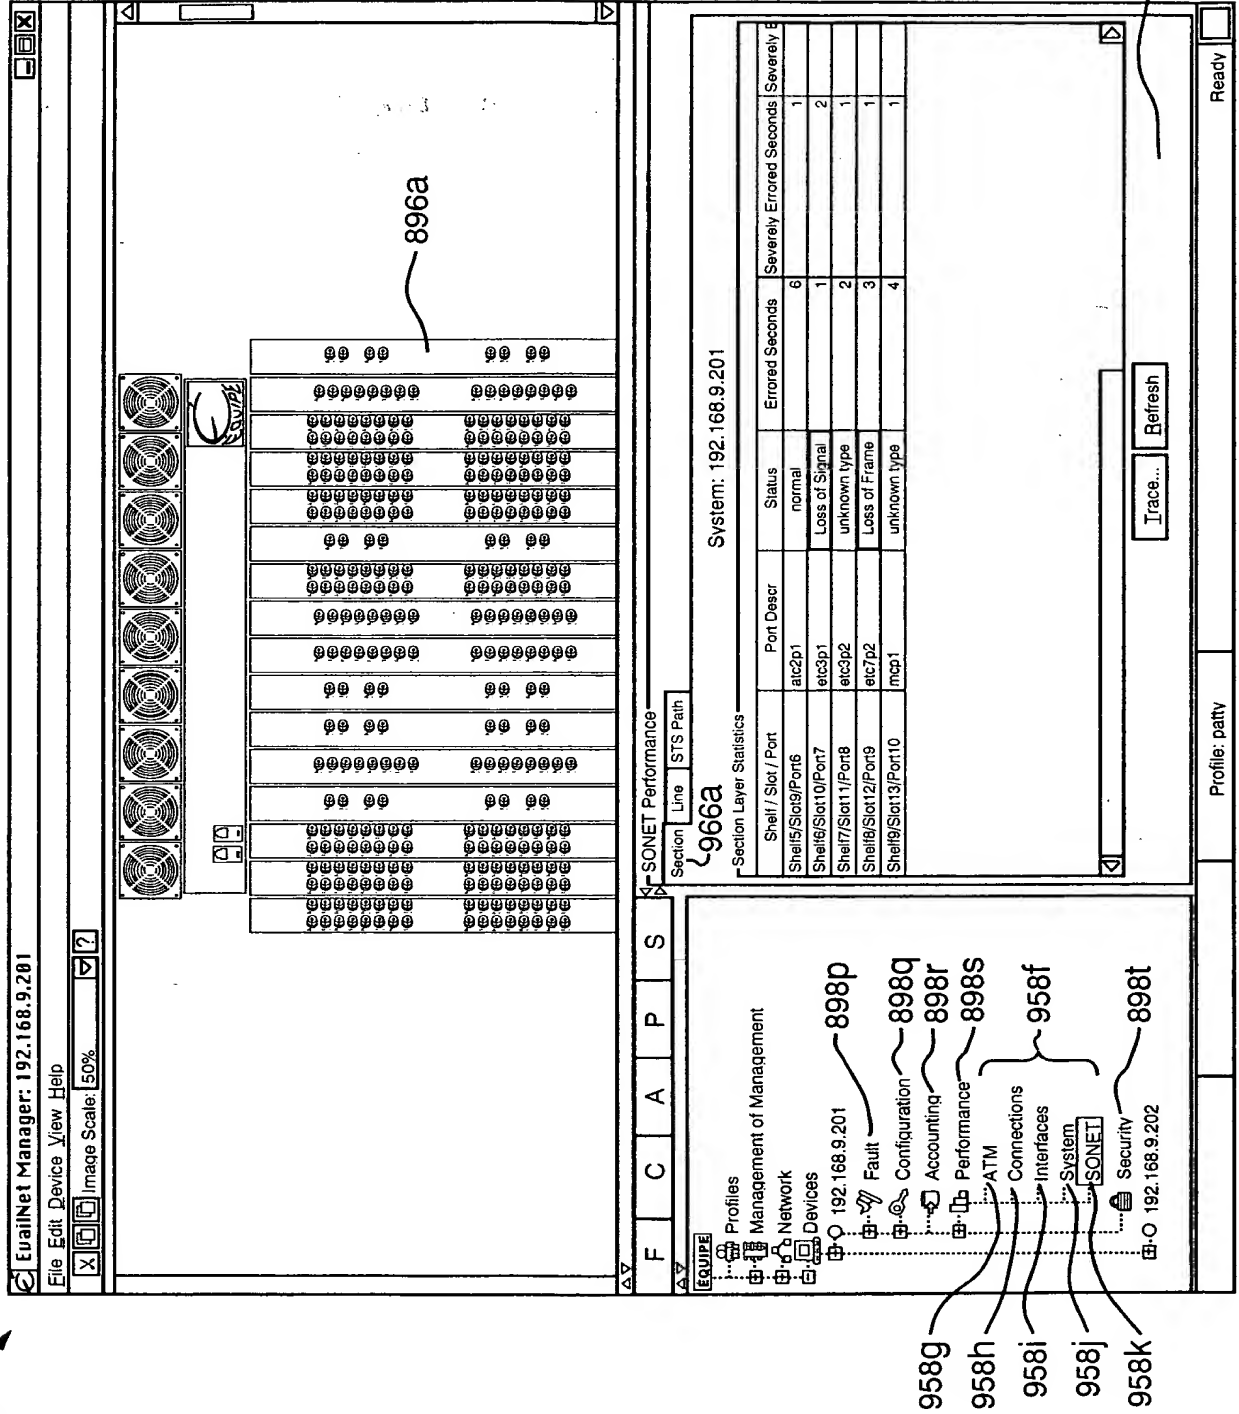 EuailNet Manager: 192.168.9.201
File Edit Device View Help
X Image Scale: 50% ?
EQUIPE
896a
F C A P S
EQUIPE
Profiles
Management of Management
Network
Devices
192.168.9.201
Fault
898p
Configuration
898q
Accounting
898r
Performance
898s
ATM
Connections
Interfaces
System
SONET
958f
Security
898t
192.168.9.202
958g
958h
958i
958j
958k
SONET Performance
Section Line STS Path
966a
System: 192.168.9.201
Section Layer Statistics
Shelf / Slot / Port Port Descr Status Errored Seconds Severely Errored Seconds Severely E
Shelf5/Slot9/Port6 atc2p1 normal 6 1
Shelf6/Slot10/Port7 etc3p1 Loss of Signal 1 2
Shelf7/Slot11/Port8 etc3p2 unknown type 2 1
Shelf8/Slot12/Port9 etc7p2 Loss of Frame 3 1
Shelf9/Slot13/Port10 mcp1 unknown type 4 1
Trace... Refresh
Profile: patty Ready